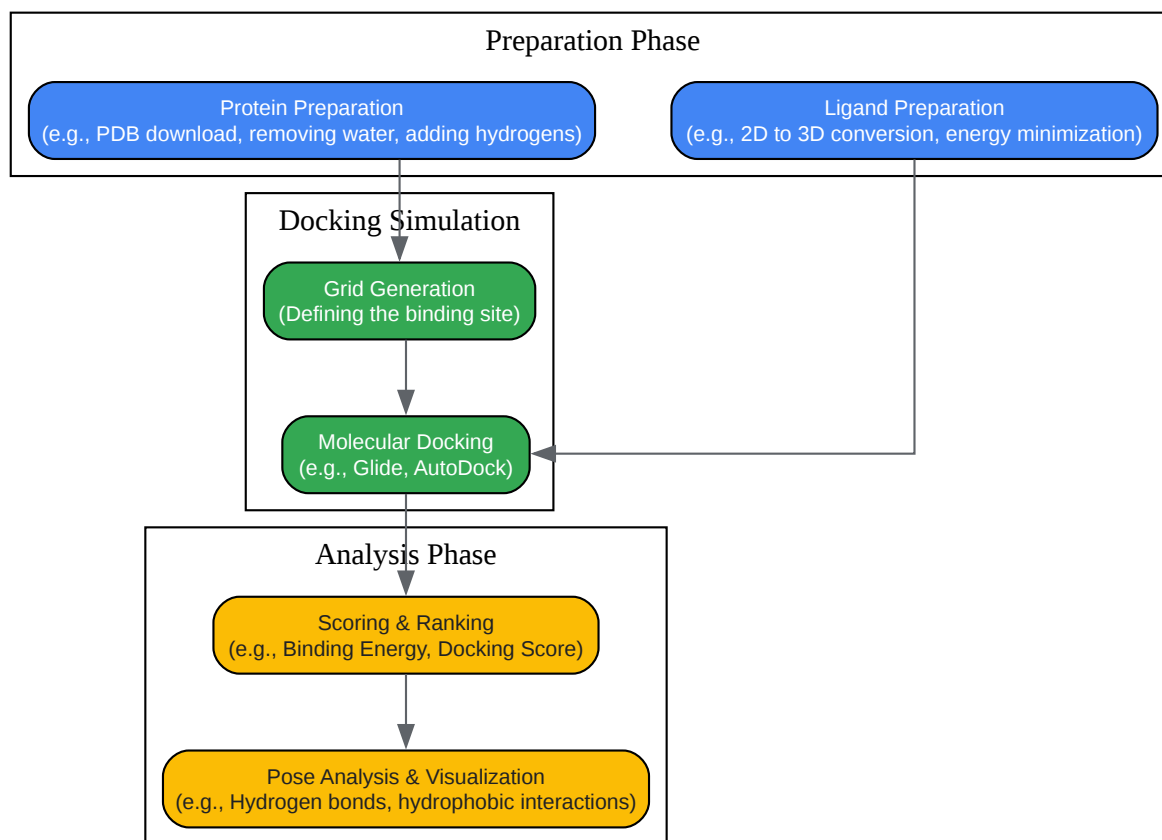 Preparation Phase
Protein Preparation
(e.g., PDB download, removing water, adding hydrogens)
Ligand Preparation
(e.g., 2D to 3D conversion, energy minimization)
Docking Simulation
Grid Generation
(Defining the binding site)
Molecular Docking
(e.g., Glide, AutoDock)
Analysis Phase
Scoring & Ranking
(e.g., Binding Energy, Docking Score)
Pose Analysis & Visualization
(e.g., Hydrogen bonds, hydrophobic interactions)